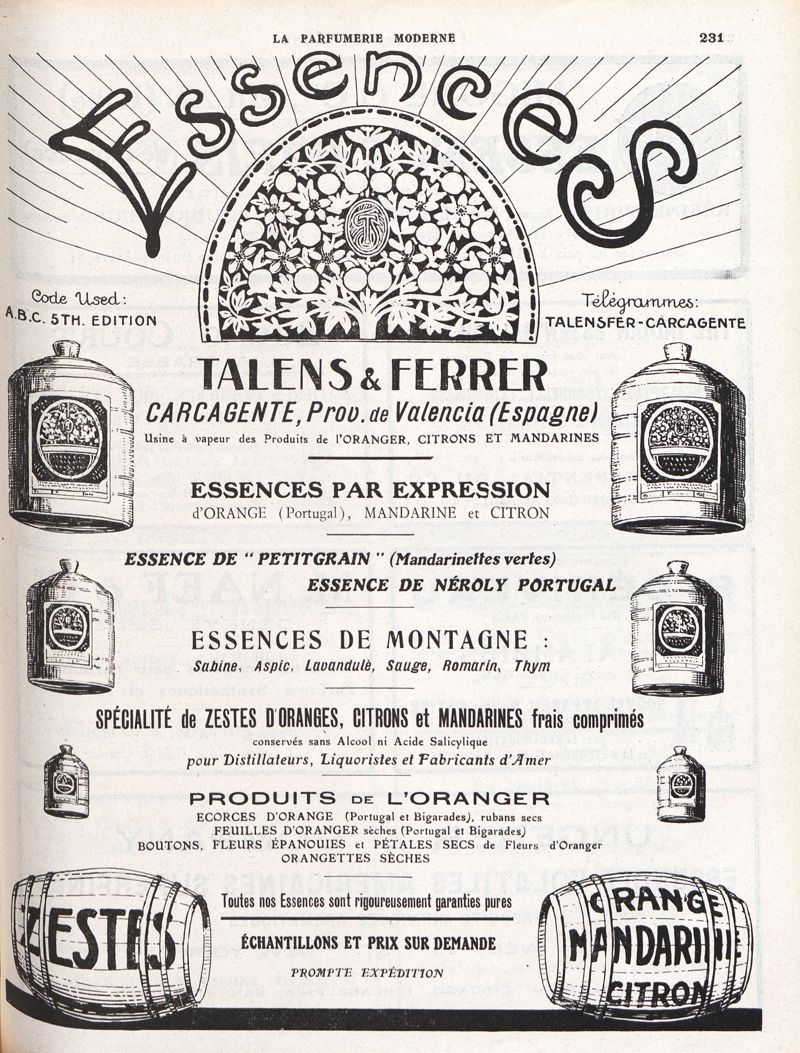 LA PARFUMERIE MODERNE 231
Essences
Code Used:
A.B.C. 5TH. EDITION
Télégrammes:
TALENSFER-CARCAGENTE
TALENS & FERRER
CARCAGENTE, Prov. de Valencia (Espagne)
Usine à vapeur des Produits de l'ORANGER, CITRONS ET MANDARINES
ESSENCES PAR EXPRESSION
d'ORANGE (Portugal), MANDARINE et CITRON
ESSENCE DE "PETITGRAIN" (Mandarinettes vertes)
ESSENCE DE NÉROLY PORTUGAL
ESSENCES DE MONTAGNE :
Sabine, Aspic, Lavandule, Sauge, Romarin, Thym
SPÉCIALITÉ de ZESTES D'ORANGES, CITRONS et MANDARINES frais comprimés
conservés sans Alcool ni Acide Salicylique
pour Distillateurs, Liquoristes et Fabricants d'Amer
PRODUITS DE L'ORANGER
ECORCES D'ORANGE (Portugal et Bigarades), rubans secs
FEUILLES D'ORANGER sèches (Portugal et Bigarades)
BOUTONS, FLEURS ÉPANOUIES et PÉTALES SECS de Fleurs d'Oranger
ORANGETTES SÈCHES
Toutes nos Essences sont rigoureusement garanties pures
ÉCHANTILLONS ET PRIX SUR DEMANDE
PROMPTE EXPÉDITION
ZESTES
ORANGE
MANDARINE
CITRON